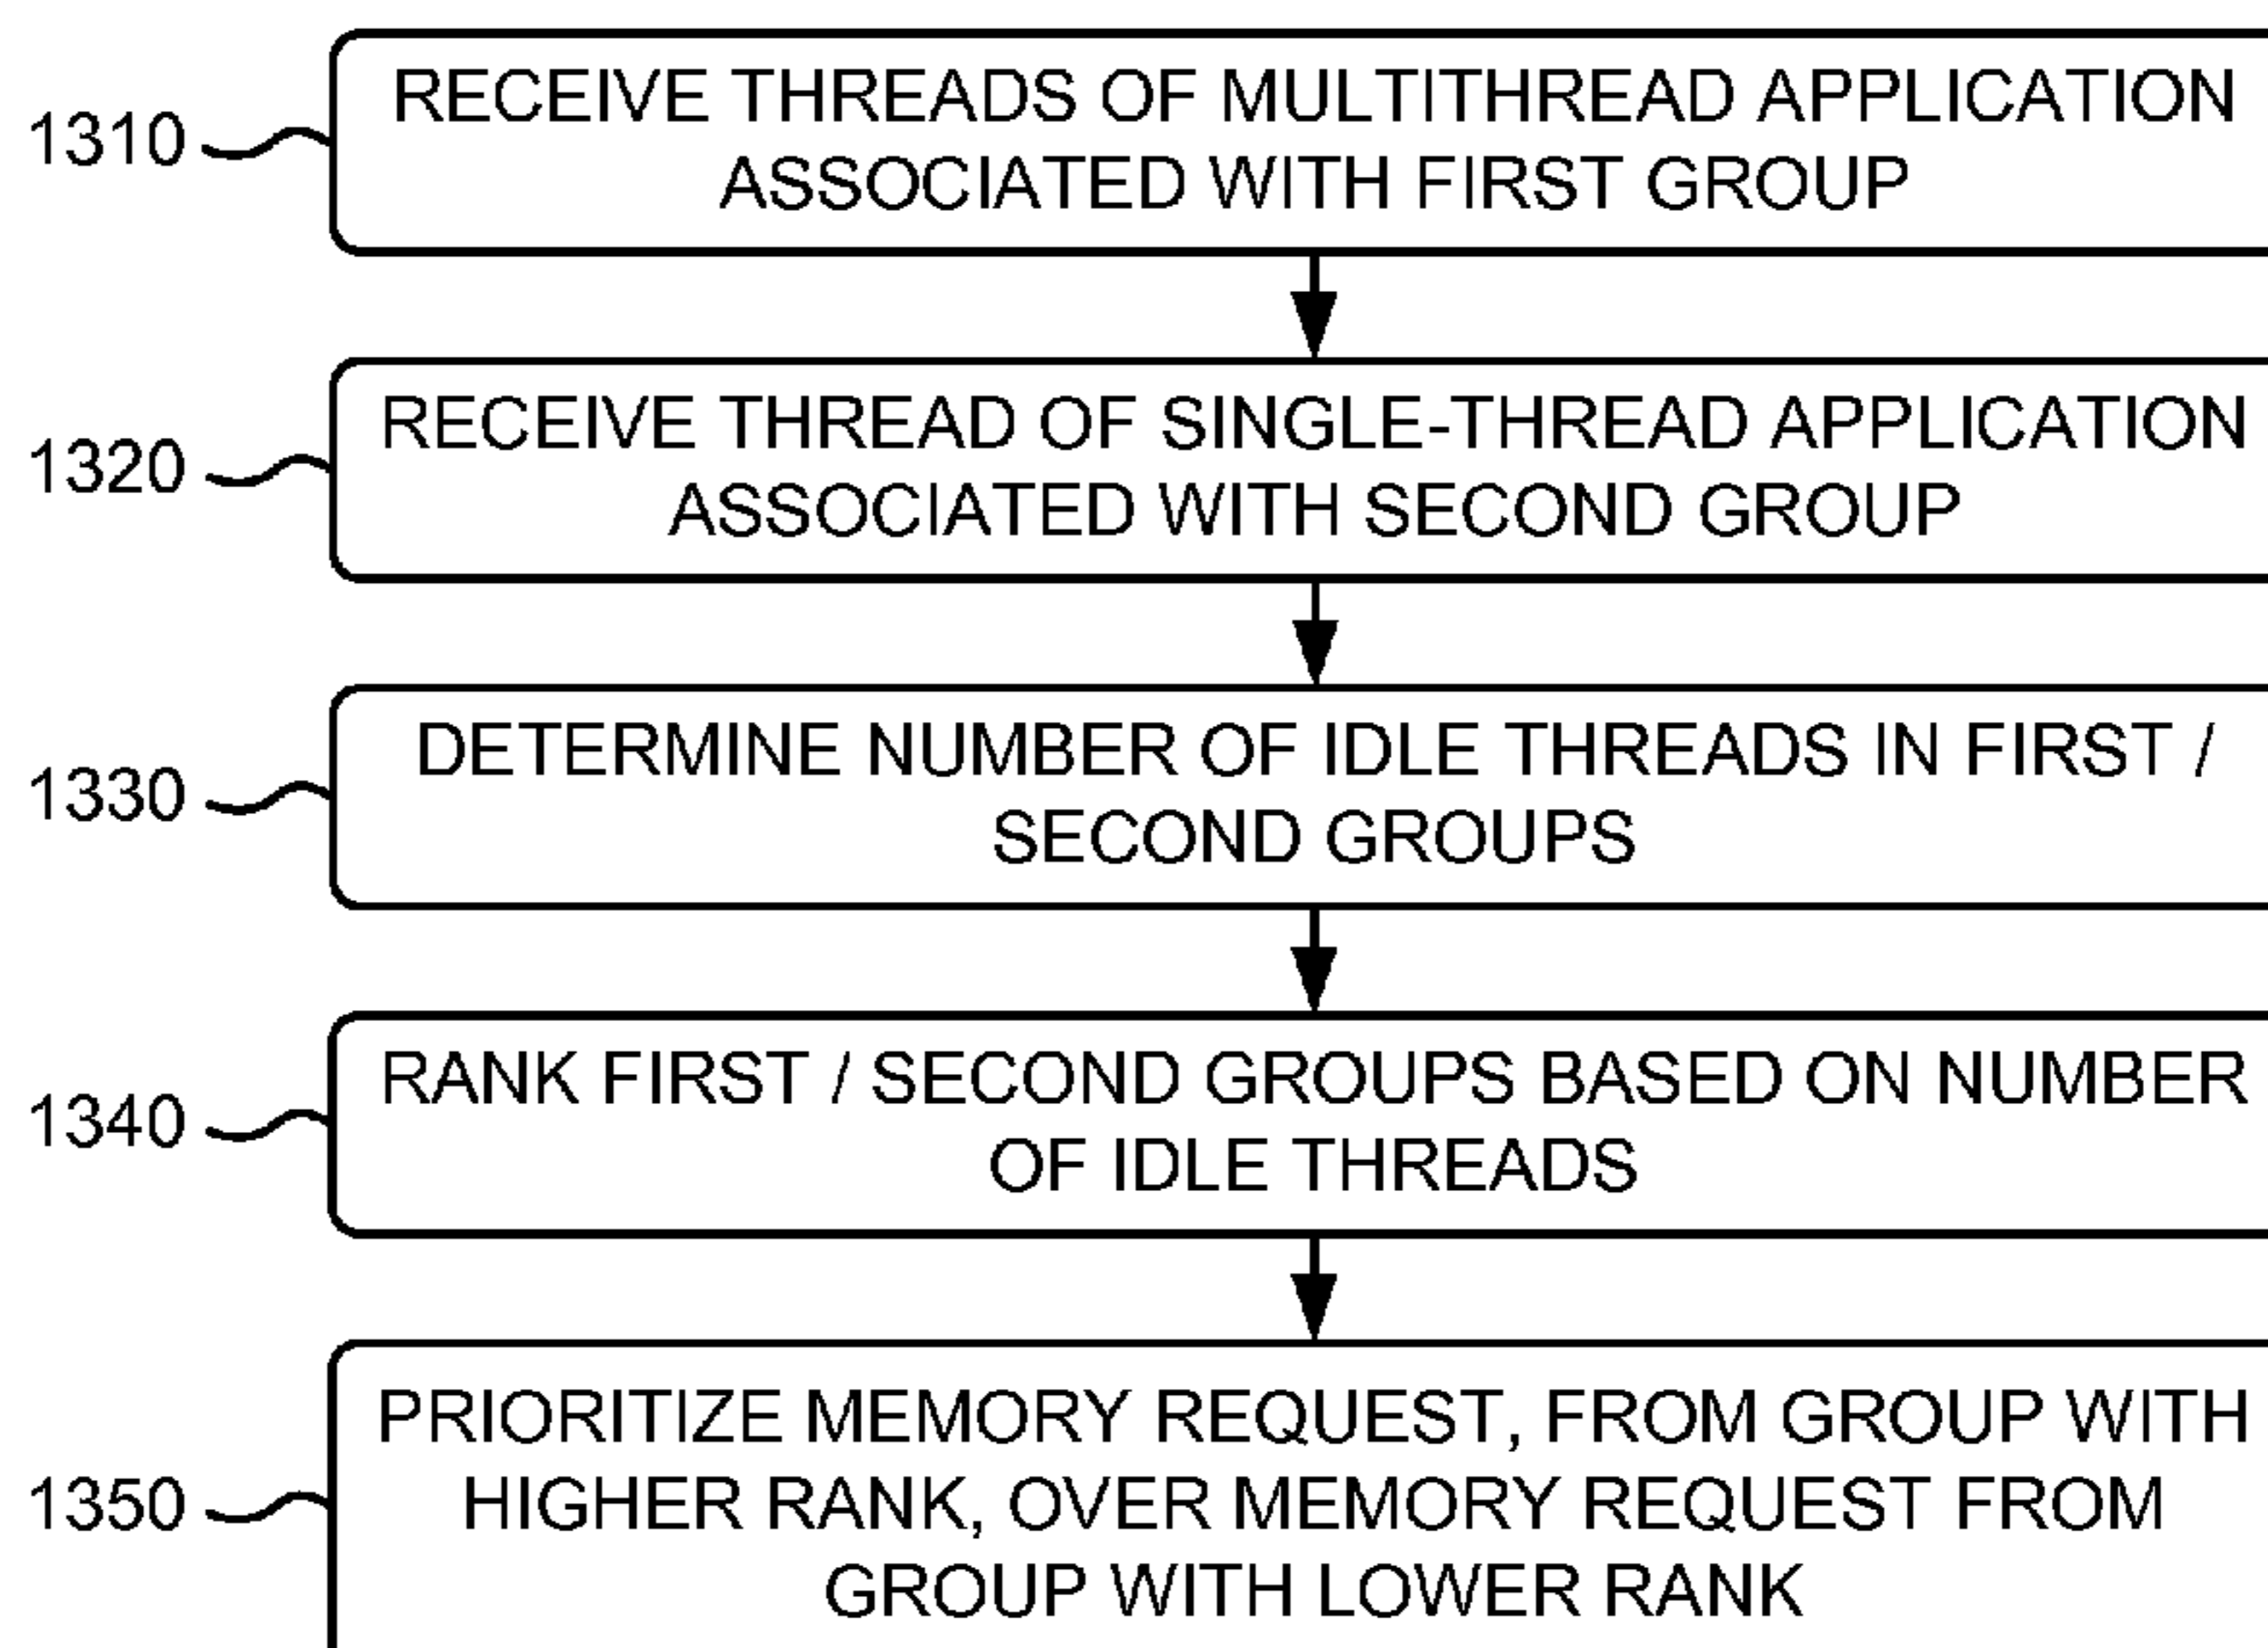 1310
RECEIVE THREADS OF MULTITHREAD APPLICATION
ASSOCIATED WITH FIRST GROUP
1320
RECEIVE THREAD OF SINGLE-THREAD APPLICATION
ASSOCIATED WITH SECOND GROUP
1330
DETERMINE NUMBER OF IDLE THREADS IN FIRST /
SECOND GROUPS
1340
RANK FIRST / SECOND GROUPS BASED ON NUMBER
OF IDLE THREADS
1350
PRIORITIZE MEMORY REQUEST, FROM GROUP WITH
HIGHER RANK, OVER MEMORY REQUEST FROM
GROUP WITH LOWER RANK